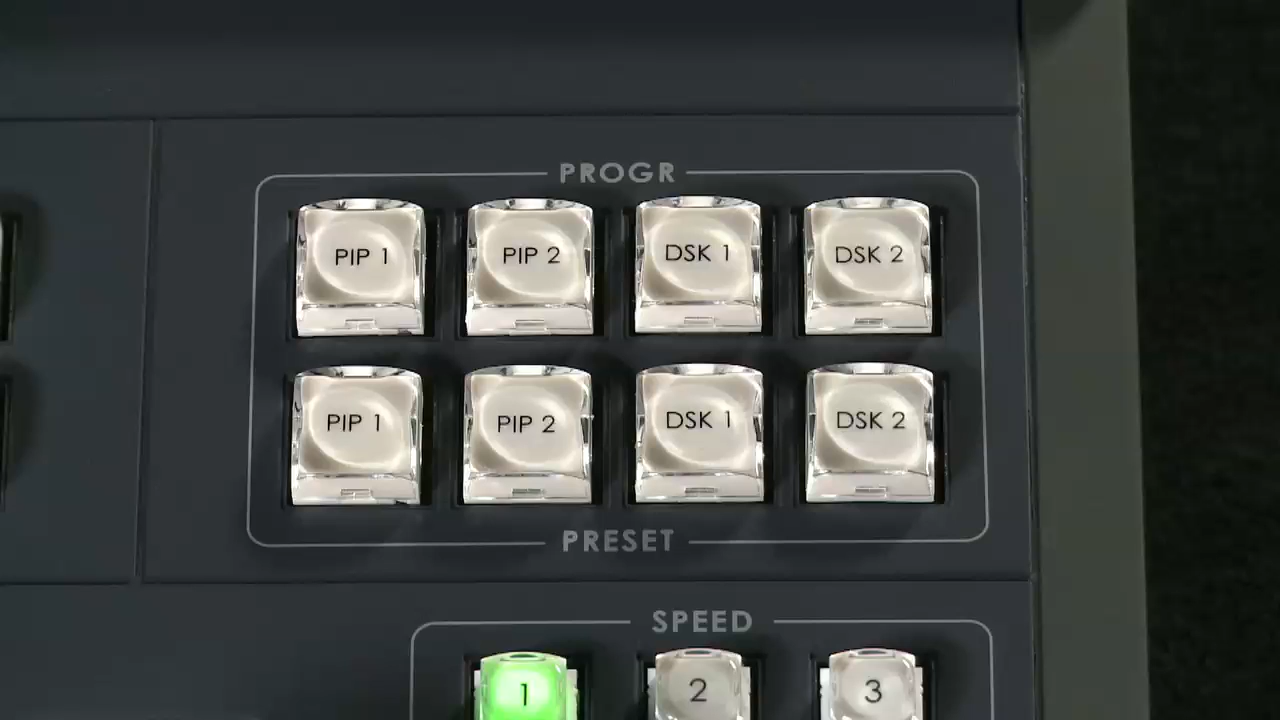 PROGR
PIP 1 PIP 2 DSK 1 DSK 2
PIP 1 PIP 2 DSK 1 DSK 2
PRESET
SPEED
1 2 3